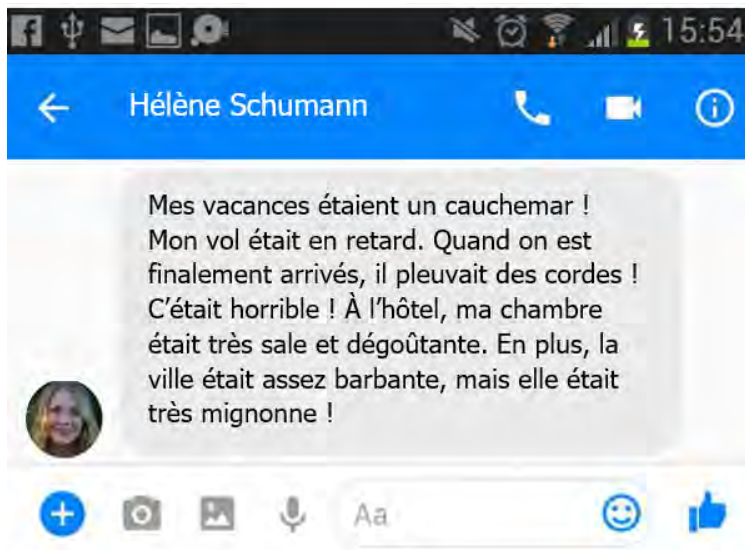 15:54
Hélène Schumann
Mes vacances étaient un cauchemar !
Mon vol était en retard. Quand on est
finalement arrivés, il pleuvait des cordes !
C'était horrible ! À l'hôtel, ma chambre
était très sale et dégoûtante. En plus, la
ville était assez barbante, mais elle était
très mignonne !
Aa